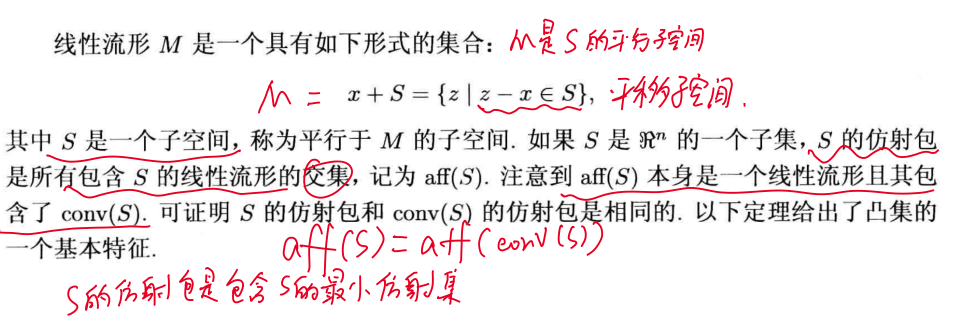 线性流形 M 是一个具有如下形式的集合: M是S的平行子空间
M = x + S = {z | z − x ∈ S}, 平移子空间.
其中 S 是一个子空间, 称为平行于 M 的子空间. 如果 S 是 ℜⁿ 的一个子集, S 的仿射包
是所有包含 S 的线性流形的交集, 记为 aff(S). 注意到 aff(S) 本身是一个线性流形且其包
含了 conv(S). 可证明 S 的仿射包和 conv(S) 的仿射包是相同的. 以下定理给出了凸集的
一个基本特征.
aff(S) = aff(conv(S))
S的仿射包是包含S的最小仿射集